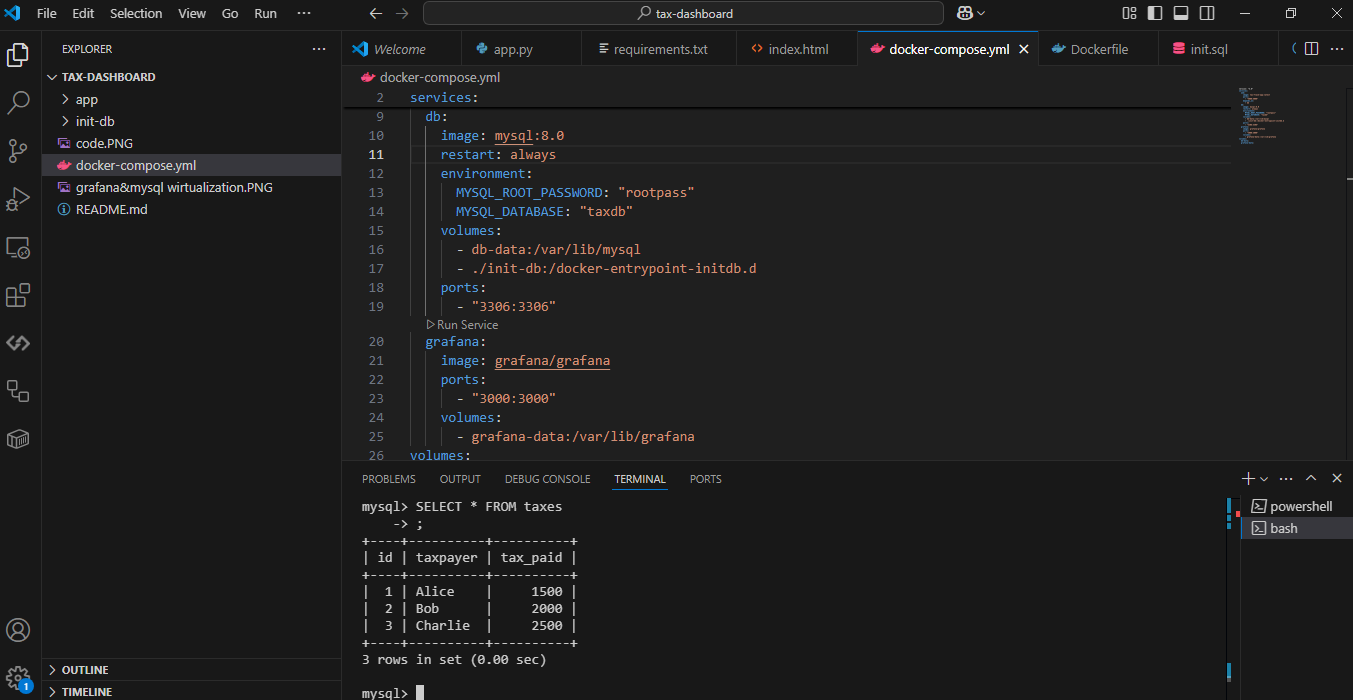 File Edit Selection View Go Run ··· tax-dashboard
EXPLORER ···
TAX-DASHBOARD
app
init-db
code.PNG
docker-compose.yml
grafana&mysql wirtualization.PNG
README.md
OUTLINE
TIMELINE
1
Welcome app.py requirements.txt index.html docker-compose.yml Dockerfile init.sql ···
docker-compose.yml
2 services:
9 db:
10 image: mysql:8.0
11 restart: always
12 environment:
13 MYSQL_ROOT_PASSWORD: "rootpass"
14 MYSQL_DATABASE: "taxdb"
15 volumes:
16 - db-data:/var/lib/mysql
17 - ./init-db:/docker-entrypoint-initdb.d
18 ports:
19 - "3306:3306"
Run Service
20 grafana:
21 image: grafana/grafana
22 ports:
23 - "3000:3000"
24 volumes:
25 - grafana-data:/var/lib/grafana
26 volumes:
PROBLEMS OUTPUT DEBUG CONSOLE TERMINAL PORTS
mysql> SELECT * FROM taxes
-> ;
+----+----------+----------+
| id | taxpayer | tax_paid |
+----+----------+----------+
| 1 | Alice | 1500 |
| 2 | Bob | 2000 |
| 3 | Charlie | 2500 |
+----+----------+----------+
3 rows in set (0.00 sec)
mysql>
powershell
bash